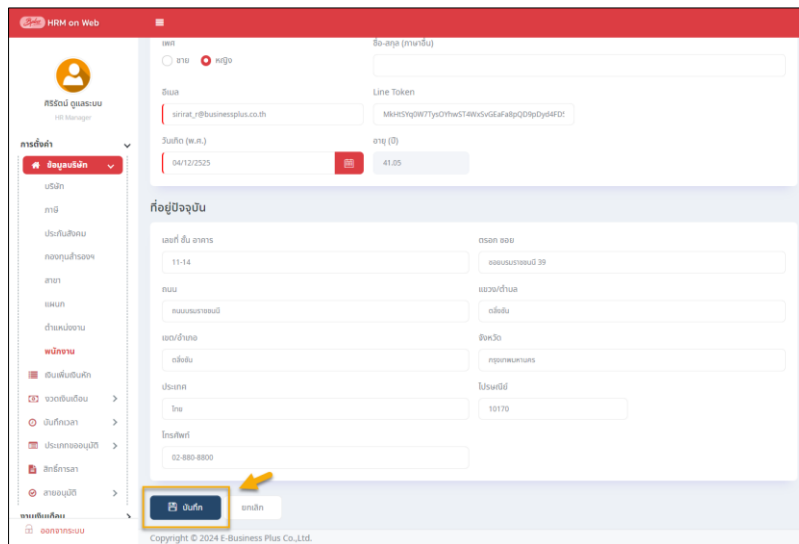 HRM on Web
เพศ
ชาย
หญิง
ชื่อ-สกุล (ภาษาอื่น)
อีเมล
sirirat_r@businessplus.co.th
Line Token
วันเกิด (พ.ศ.)
04/12/2525
อายุ (ปี)
41.05
ศิริรัตน์ ดูแลระบบ
HR Manager
การตั้งค่า
ข้อมูลบริษัท
บริษัท
ภาษี
ประกันสังคม
กองทุนสำรองฯ
สาขา
แผนก
ตำแหน่งงาน
พนักงาน
เงินเพิ่มเงินหัก
งวดเงินเดือน
บันทึกเวลา
ประเภทขออนุมัติ
สิทธิ์การลา
สายอนุมัติ
งานเงินเดือน
ออกจากระบบ
ที่อยู่ปัจจุบัน
เลขที่ ชั้น อาคาร
11-14
ตรอก ซอย
ซอยบรมราชชนนี 39
ถนน
ถนนบรมราชชนนี
แขวง/ตำบล
ตลิ่งชัน
เขต/อำเภอ
ตลิ่งชัน
จังหวัด
กรุงเทพมหานคร
ประเทศ
ไทย
ไปรษณีย์
10170
โทรศัพท์
02-880-8800
บันทึก
ยกเลิก
Copyright © 2024 E-Business Plus Co.,Ltd.